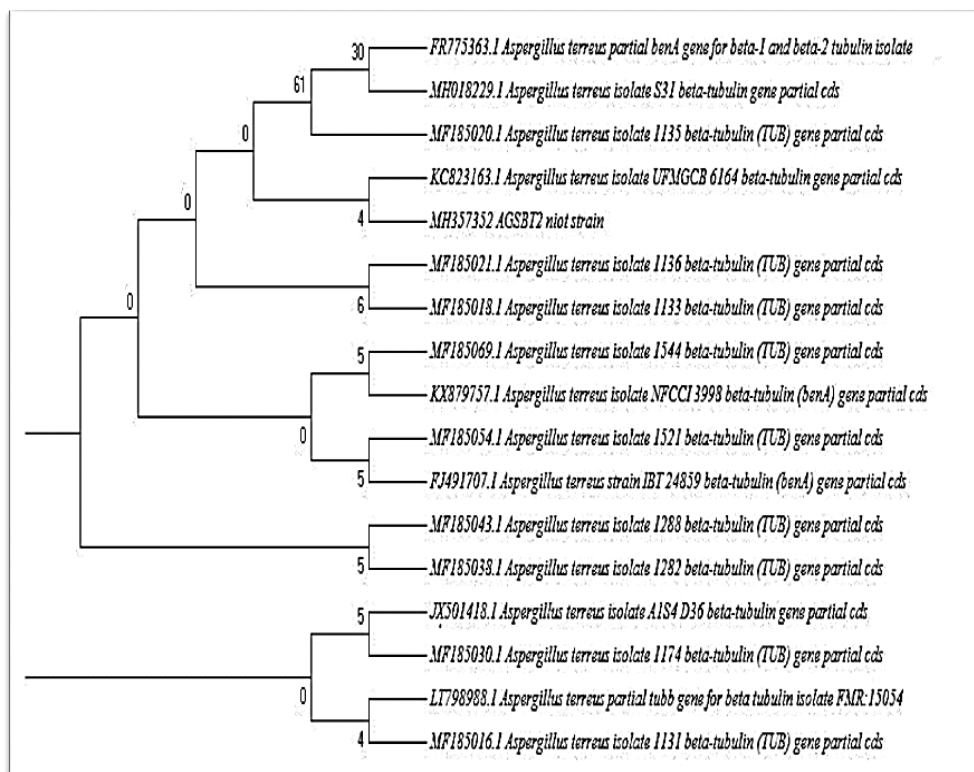 30
FR775363.1 Aspergillus terreus partial benA gene for beta-1 and beta-2 tubulin isolate
61
MH018229.1 Aspergillus terreus isolate S31 beta-tubulin gene partial cds
0
MF185020.1 Aspergillus terreus isolate 1135 beta-tubulin (TUB) gene partial cds
0
KC823163.1 Aspergillus terreus isolate UFMGCB 6164 beta-tubulin gene partial cds
4
MH357352 AGSBT2 niot strain
MF185021.1 Aspergillus terreus isolate 1136 beta-tubulin (TUB) gene partial cds
0
6
MF185018.1 Aspergillus terreus isolate 1133 beta-tubulin (TUB) gene partial cds
5
MF185069.1 Aspergillus terreus isolate 1544 beta-tubulin (TUB) gene partial cds
KX879757.1 Aspergillus terreus isolate NFCCI 3998 beta-tubulin (benA) gene partial cds
0
MF185054.1 Aspergillus terreus isolate 1521 beta-tubulin (TUB) gene partial cds
5
FJ491707.1 Aspergillus terreus strain IBT 24859 beta-tubulin (benA) gene partial cds
MF185043.1 Aspergillus terreus isolate 1288 beta-tubulin (TUB) gene partial cds
5
MF185038.1 Aspergillus terreus isolate 1282 beta-tubulin (TUB) gene partial cds
5
JX501418.1 Aspergillus terreus isolate A1S4 D36 beta-tubulin gene partial cds
MF185030.1 Aspergillus terreus isolate 1174 beta-tubulin (TUB) gene partial cds
0
LT798988.1 Aspergillus terreus partial tubb gene for beta tubulin isolate FMR:15054
4
MF185016.1 Aspergillus terreus isolate 1131 beta-tubulin (TUB) gene partial cds